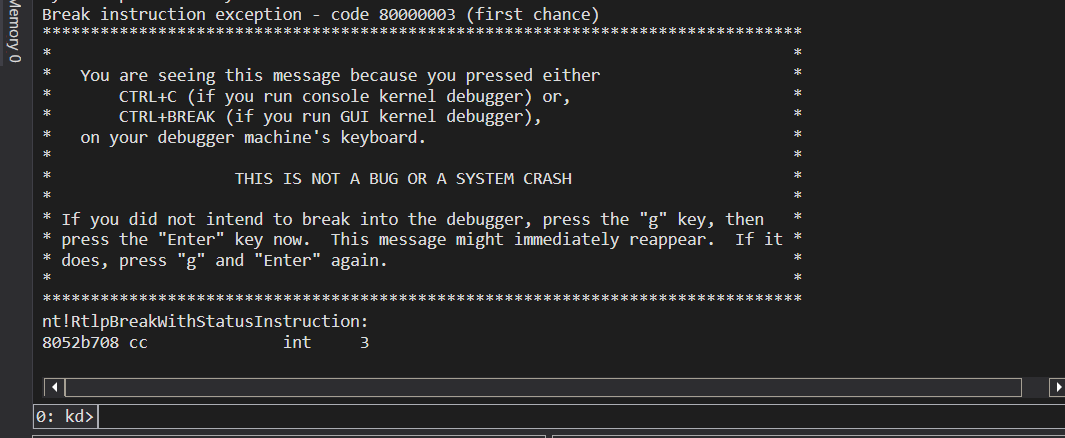 Memory 0
Break instruction exception - code 80000003 (first chance)
*******************************************************************************
*                                                                             *
*   You are seeing this message because you pressed either                    *
*       CTRL+C (if you run console kernel debugger) or,                       *
*       CTRL+BREAK (if you run GUI kernel debugger),                          *
*   on your debugger machine's keyboard.                                      *
*                                                                             *
*                   THIS IS NOT A BUG OR A SYSTEM CRASH                       *
*                                                                             *
* If you did not intend to break into the debugger, press the "g" key, then   *
* press the "Enter" key now.  This message might immediately reappear.  If it *
* does, press "g" and "Enter" again.                                          *
*                                                                             *
*******************************************************************************
nt!RtlpBreakWithStatusInstruction:
8052b708 cc              int     3
0: kd>